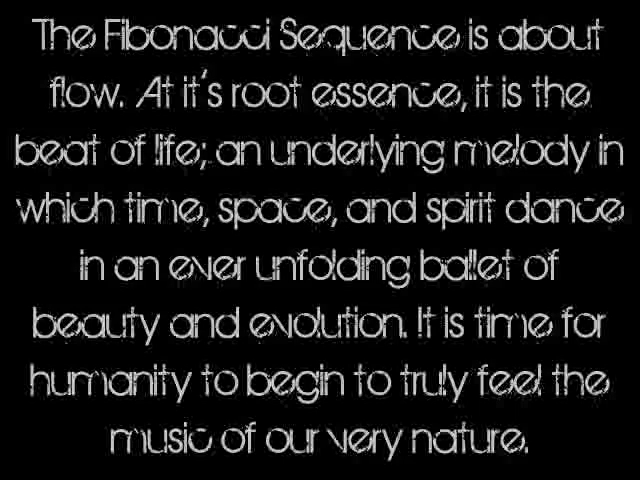 The Fibonacci Sequence is about
flow. At it's root essence, it is the
beat of life; an underlying melody in
which time, space, and spirit dance
in an ever unfolding ballet of
beauty and evolution. It is time for
humanity to begin to truly feel the
music of our very nature.